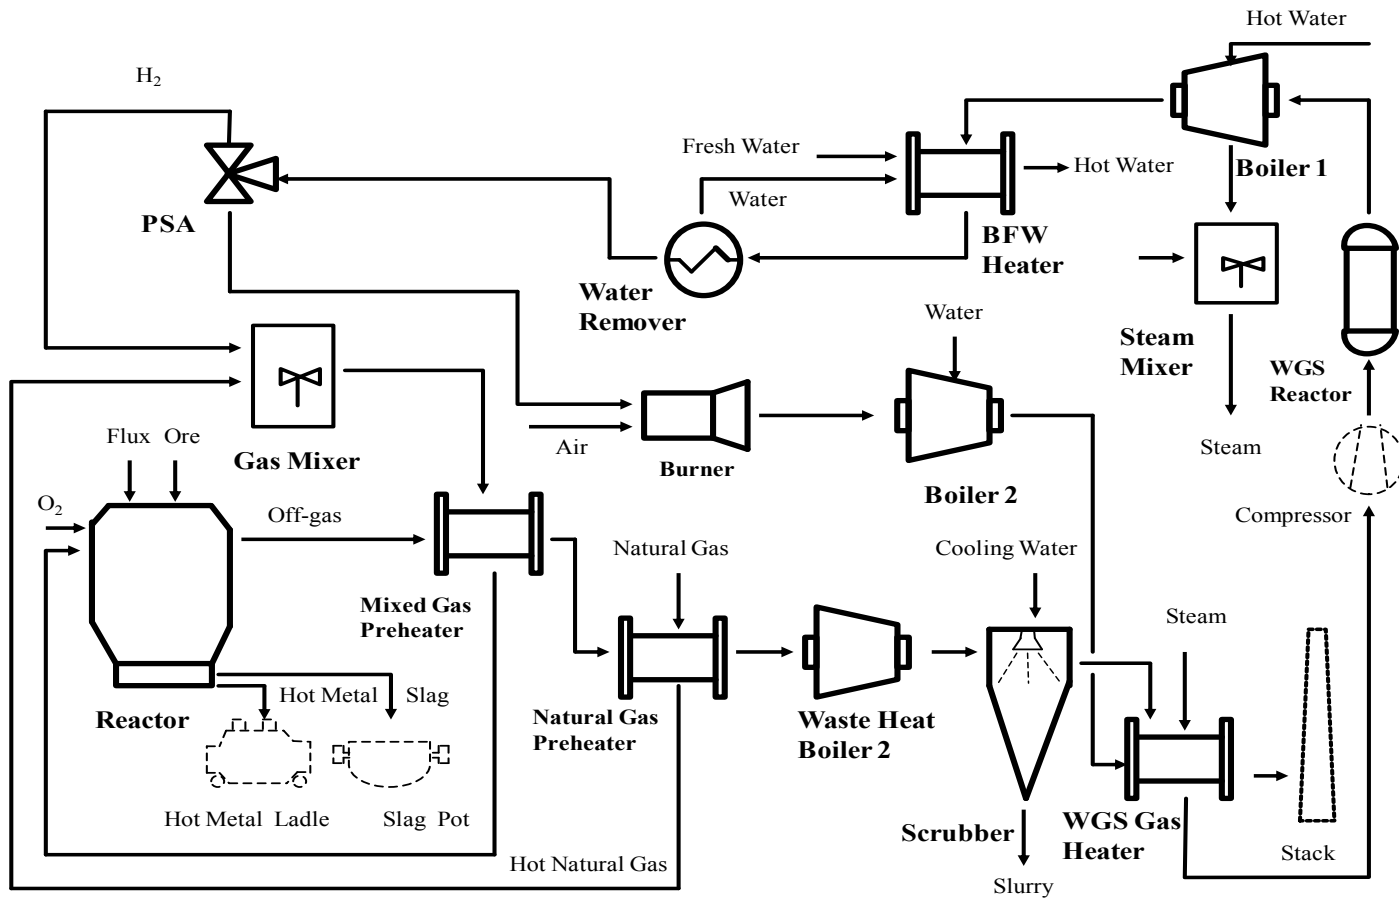 Hot Water
H2
Fresh Water
Hot Water
Boiler 1
Water
PSA
BFW
Heater
Water
Remover
Water
Steam
Mixer
WGS
Reactor
Flux Ore
Gas Mixer
Air
Burner
Steam
Boiler 2
O2
Off-gas
Compressor
Natural Gas
Cooling Water
Mixed Gas
Preheater
Steam
Hot Metal
Slag
Reactor
Natural Gas
Preheater
Waste Heat
Boiler 2
Hot Metal Ladle
Slag Pot
Scrubber
WGS Gas
Heater
Stack
Hot Natural Gas
Slurry